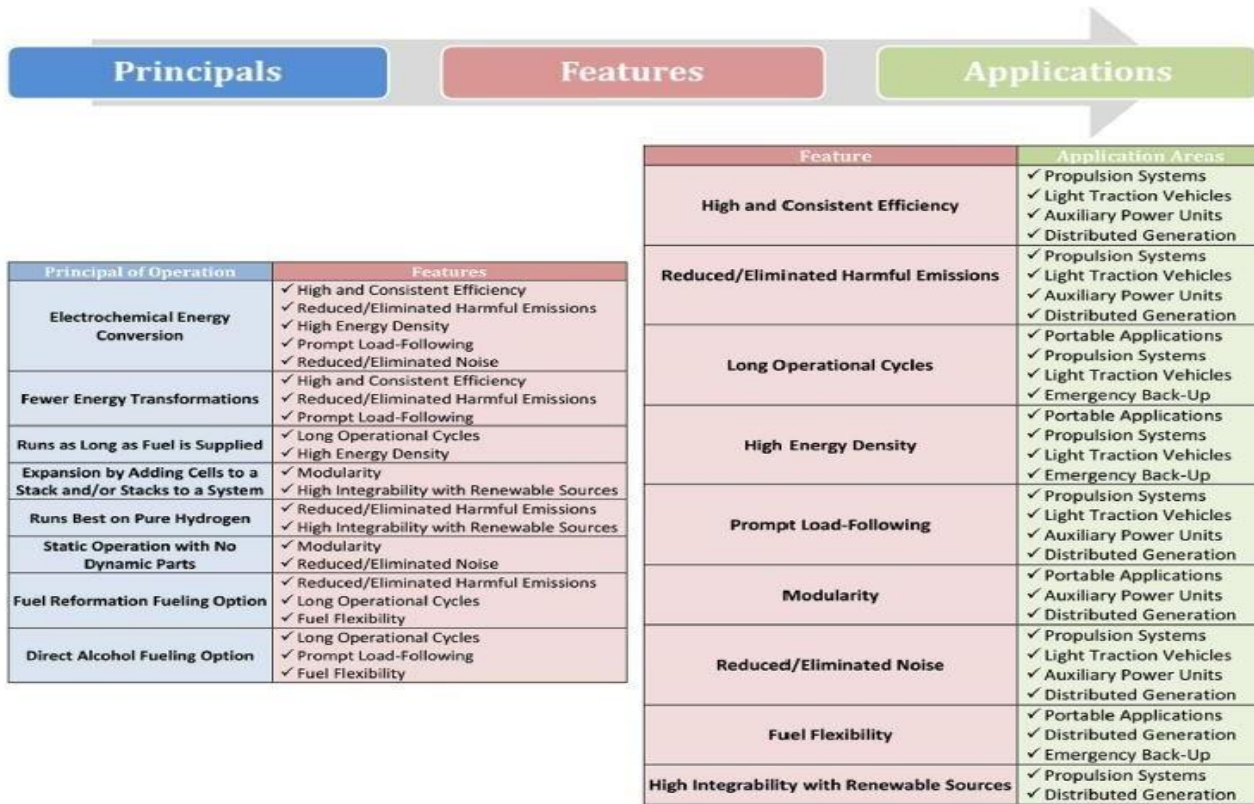 Principals
Features
Applications
Principal of Operation
Features
Electrochemical Energy
Conversion
✓ High and Consistent Efficiency
✓ Reduced/Eliminated Harmful Emissions
✓ High Energy Density
✓ Prompt Load-Following
✓ Reduced/Eliminated Noise
Fewer Energy Transformations
✓ High and Consistent Efficiency
✓ Reduced/Eliminated Harmful Emissions
✓ Prompt Load-Following
Runs as Long as Fuel is Supplied
✓ Long Operational Cycles
✓ High Energy Density
Expansion by Adding Cells to a
Stack and/or Stacks to a System
✓ Modularity
✓ High Integrability with Renewable Sources
Runs Best on Pure Hydrogen
✓ Reduced/Eliminated Harmful Emissions
✓ High Integrability with Renewable Sources
Static Operation with No
Dynamic Parts
✓ Modularity
✓ Reduced/Eliminated Noise
Fuel Reformation Fueling Option
✓ Reduced/Eliminated Harmful Emissions
✓ Long Operational Cycles
✓ Fuel Flexibility
Direct Alcohol Fueling Option
✓ Long Operational Cycles
✓ Prompt Load-Following
✓ Fuel Flexibility
Feature
Application Areas
High and Consistent Efficiency
✓ Propulsion Systems
✓ Light Traction Vehicles
✓ Auxiliary Power Units
✓ Distributed Generation
Reduced/Eliminated Harmful Emissions
✓ Propulsion Systems
✓ Light Traction Vehicles
✓ Auxiliary Power Units
✓ Distributed Generation
Long Operational Cycles
✓ Portable Applications
✓ Propulsion Systems
✓ Light Traction Vehicles
✓ Emergency Back-Up
High Energy Density
✓ Portable Applications
✓ Propulsion Systems
✓ Light Traction Vehicles
✓ Emergency Back-Up
Prompt Load-Following
✓ Propulsion Systems
✓ Light Traction Vehicles
✓ Auxiliary Power Units
✓ Distributed Generation
Modularity
✓ Portable Applications
✓ Auxiliary Power Units
✓ Distributed Generation
Reduced/Eliminated Noise
✓ Propulsion Systems
✓ Light Traction Vehicles
✓ Auxiliary Power Units
✓ Distributed Generation
Fuel Flexibility
✓ Portable Applications
✓ Distributed Generation
✓ Emergency Back-Up
High Integrability with Renewable Sources
✓ Propulsion Systems
✓ Distributed Generation